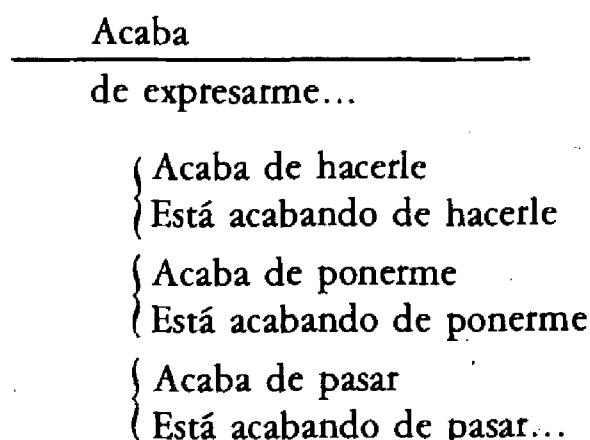 Acaba
de expresarme...
Acaba de hacerle
Está acabando de hacerle
Acaba de ponerme
Está acabando de ponerme
Acaba de pasar
Está acabando de pasar...